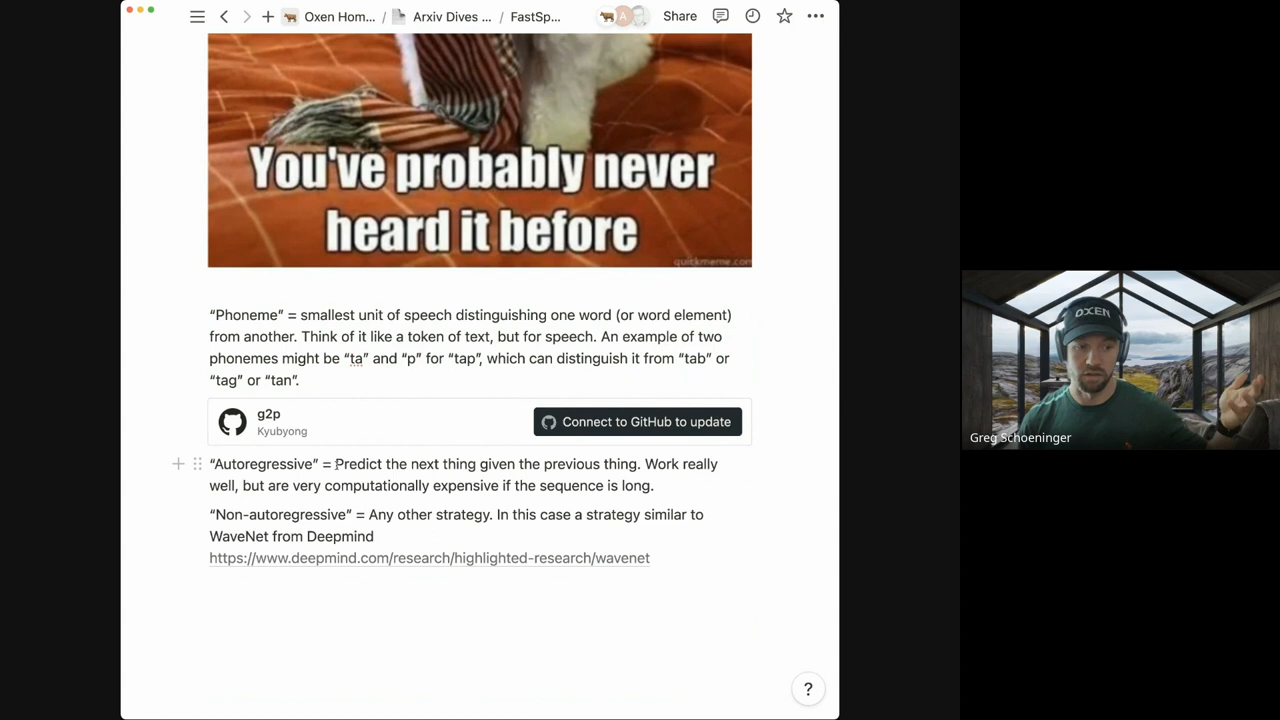 Oxen Hom... / Arxiv Dives ... / FastSp...
A
Share
You've probably never
heard it before
quickmeme.com
“Phoneme” = smallest unit of speech distinguishing one word (or word element)
from another. Think of it like a token of text, but for speech. An example of two
phonemes might be “ta” and “p” for “tap”, which can distinguish it from “tab” or
“tag” or “tan”.
g2p
Kyubyong
Connect to GitHub to update
“Autoregressive” = Predict the next thing given the previous thing. Work really
well, but are very computationally expensive if the sequence is long.
“Non-autoregressive” = Any other strategy. In this case a strategy similar to
WaveNet from Deepmind
https://www.deepmind.com/research/highlighted-research/wavenet
?
OXEN
Greg Schoeninger